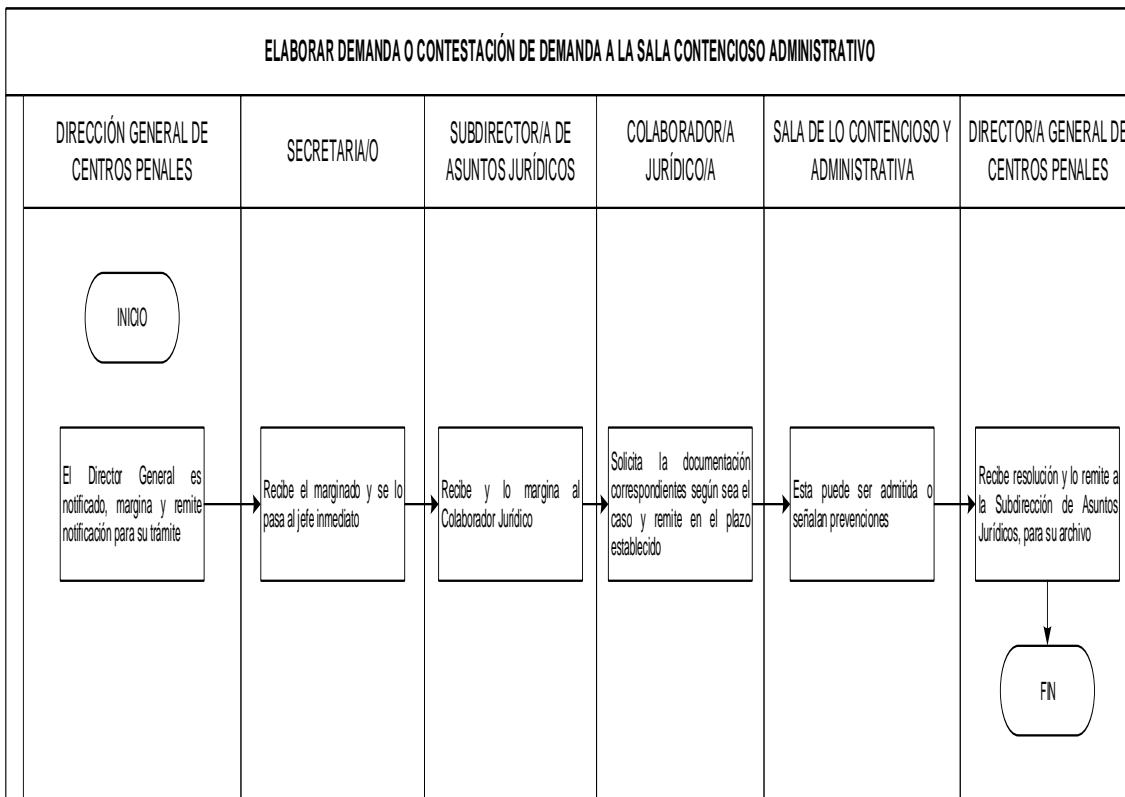 ELABORAR DEMANDA O CONTESTACIÓN DE DEMANDA A LA SALA CONTENCIOSO ADMINISTRATIVO
DIRECCIÓN GENERAL DE
CENTROS PENALES
SECRETARIA/O
SUBDIRECTOR/A DE
ASUNTOS JURÍDICOS
COLABORADOR/A
JURÍDICO/A
SALA DE LO CONTENCIOSO Y
ADMINISTRATIVA
DIRECTOR/A GENERAL DE
CENTROS PENALES
INICIO
El Director General es
notificado, margina y remite
notificación para su trámite
Recibe el marginado y se lo
pasa al jefe inmediato
Recibe y lo margina al
Colaborador Jurídico
Solicita la documentación
correspondientes según sea el
caso y remite en el plazo
establecido
Esta puede ser admitida o
señalan prevenciones
Recibe resolución y lo remite a
la Subdirección de Asuntos
Jurídicos, para su archivo
FIN